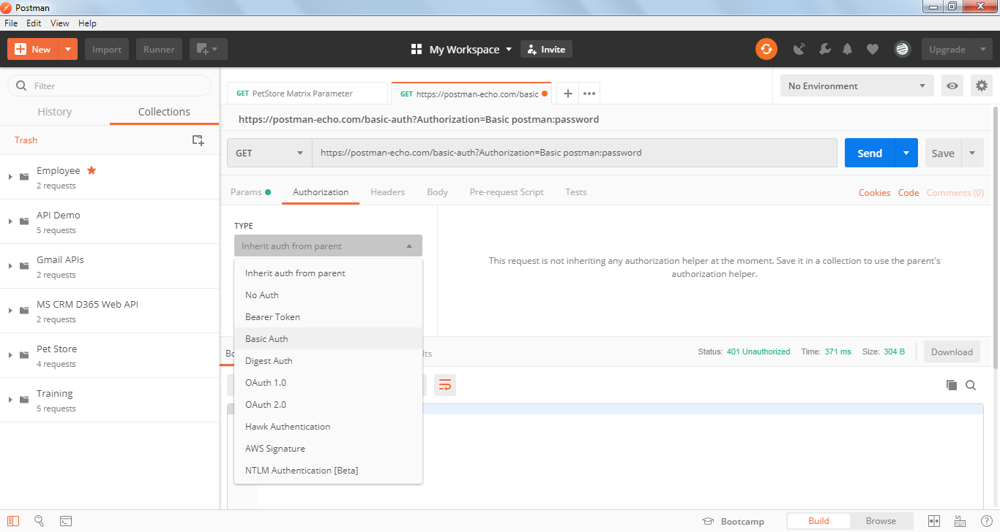 Postman
File Edit View Help
New Import Runner My Workspace Invite Upgrade
Filter
History Collections
Trash
Employee
2 requests
API Demo
5 requests
Gmail APIs
2 requests
MS CRM D365 Web API
2 requests
Pet Store
4 requests
Training
5 requests
GET PetStore Matrix Parameter
GET https://postman-echo.com/basic
No Environment
https://postman-echo.com/basic-auth?Authorization=Basic postman:password
GET https://postman-echo.com/basic-auth?Authorization=Basic postman:password Send Save
Params Authorization Headers Body Pre-request Script Tests Cookies Code Comments (0)
TYPE
Inherit auth from parent
Inherit auth from parent
No Auth
Bearer Token
Basic Auth
Digest Auth
OAuth 1.0
OAuth 2.0
Hawk Authentication
AWS Signature
NTLM Authentication [Beta]
This request is not inheriting any authorization helper at the moment. Save it in a collection to use the parent's
authorization helper.
Status: 401 Unauthorized Time: 371 ms Size: 304 B Download
Bootcamp Build Browse